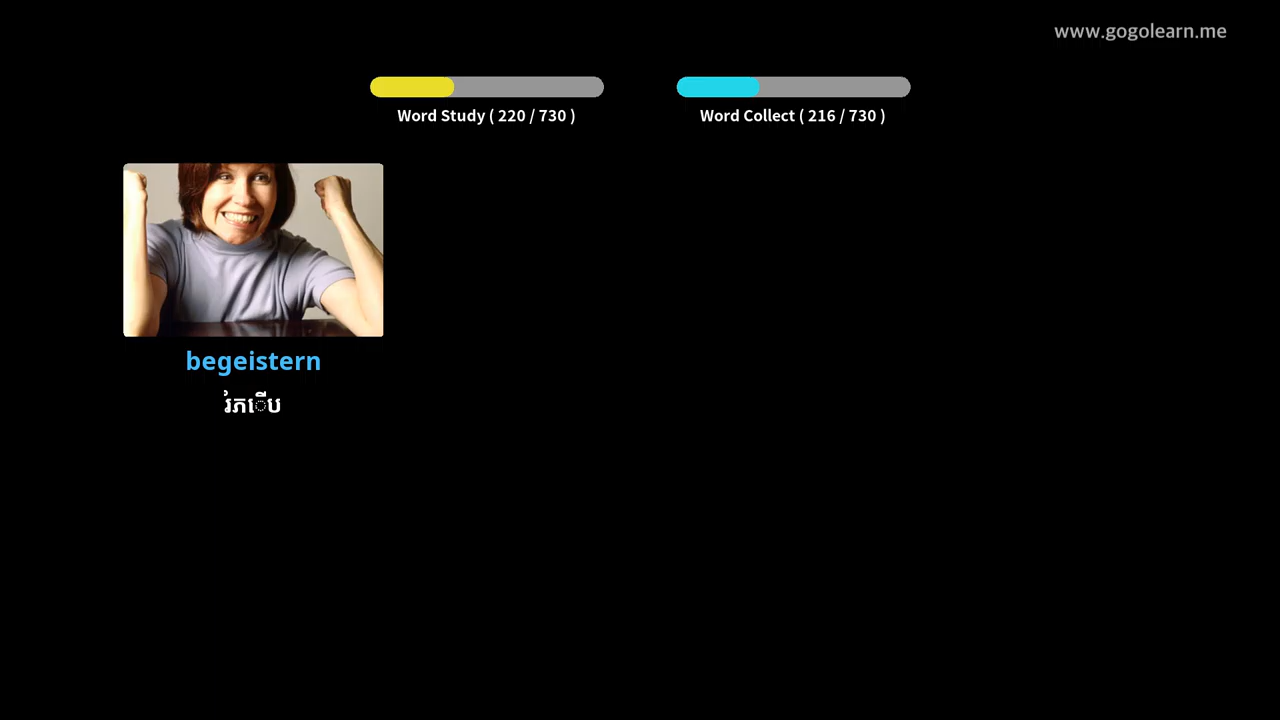 www.gogolearn.me
Word Study ( 220 / 730 )
Word Collect ( 216 / 730 )
begeistern
រំភើប